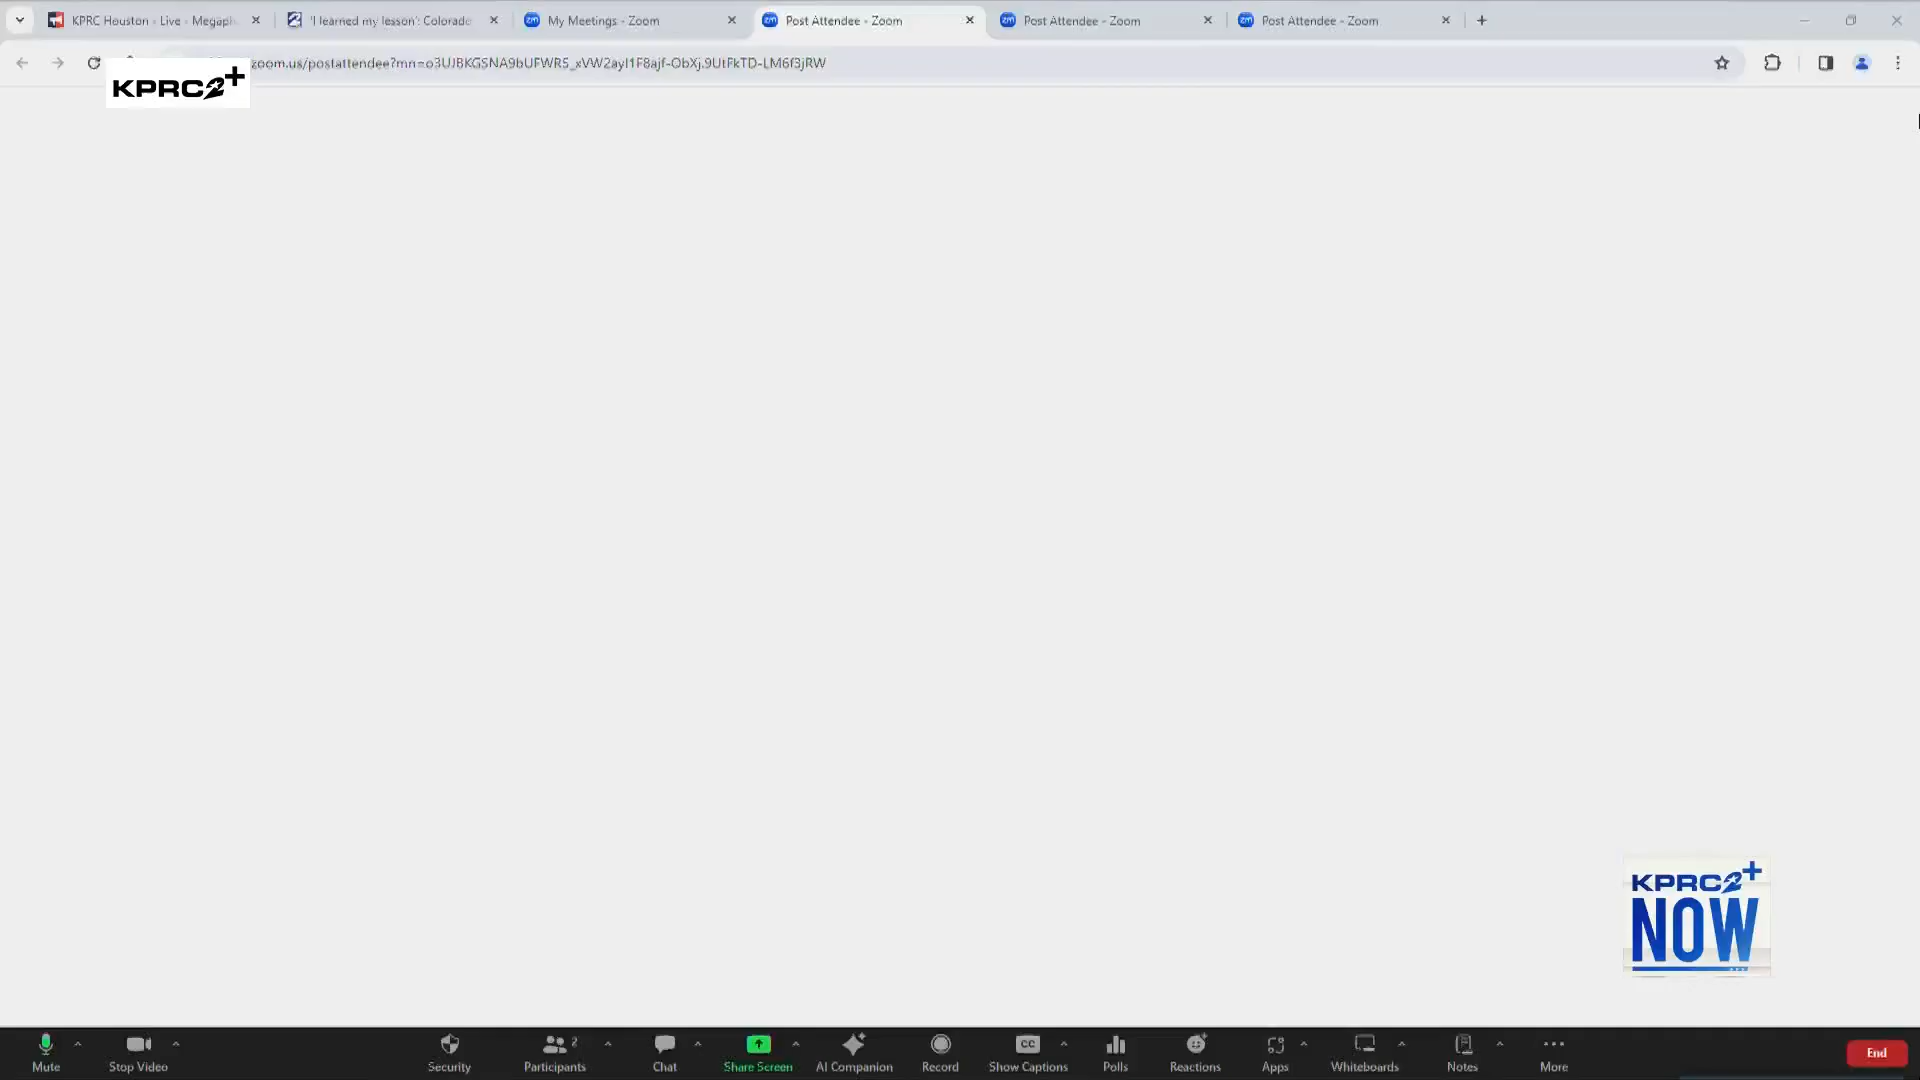 KPRC Houston - Live - Megaph
'I learned my lesson': Colorado
My Meetings - Zoom
Post Attendee - Zoom
Post Attendee - Zoom
Post Attendee - Zoom
zoom.us/postattendee?mn=o3UJBKGSNA9bUFWRS_xVW2ayI1F8ajf-ObXj.9UtFkTD-LM6f3jRW
KPRC2+
KPRC2+
NOW
Mute
Stop Video
Security
2
Participants
Chat
Share Screen
AI Companion
Record
CC
Show Captions
Polls
Reactions
Apps
Whiteboards
Notes
More
End